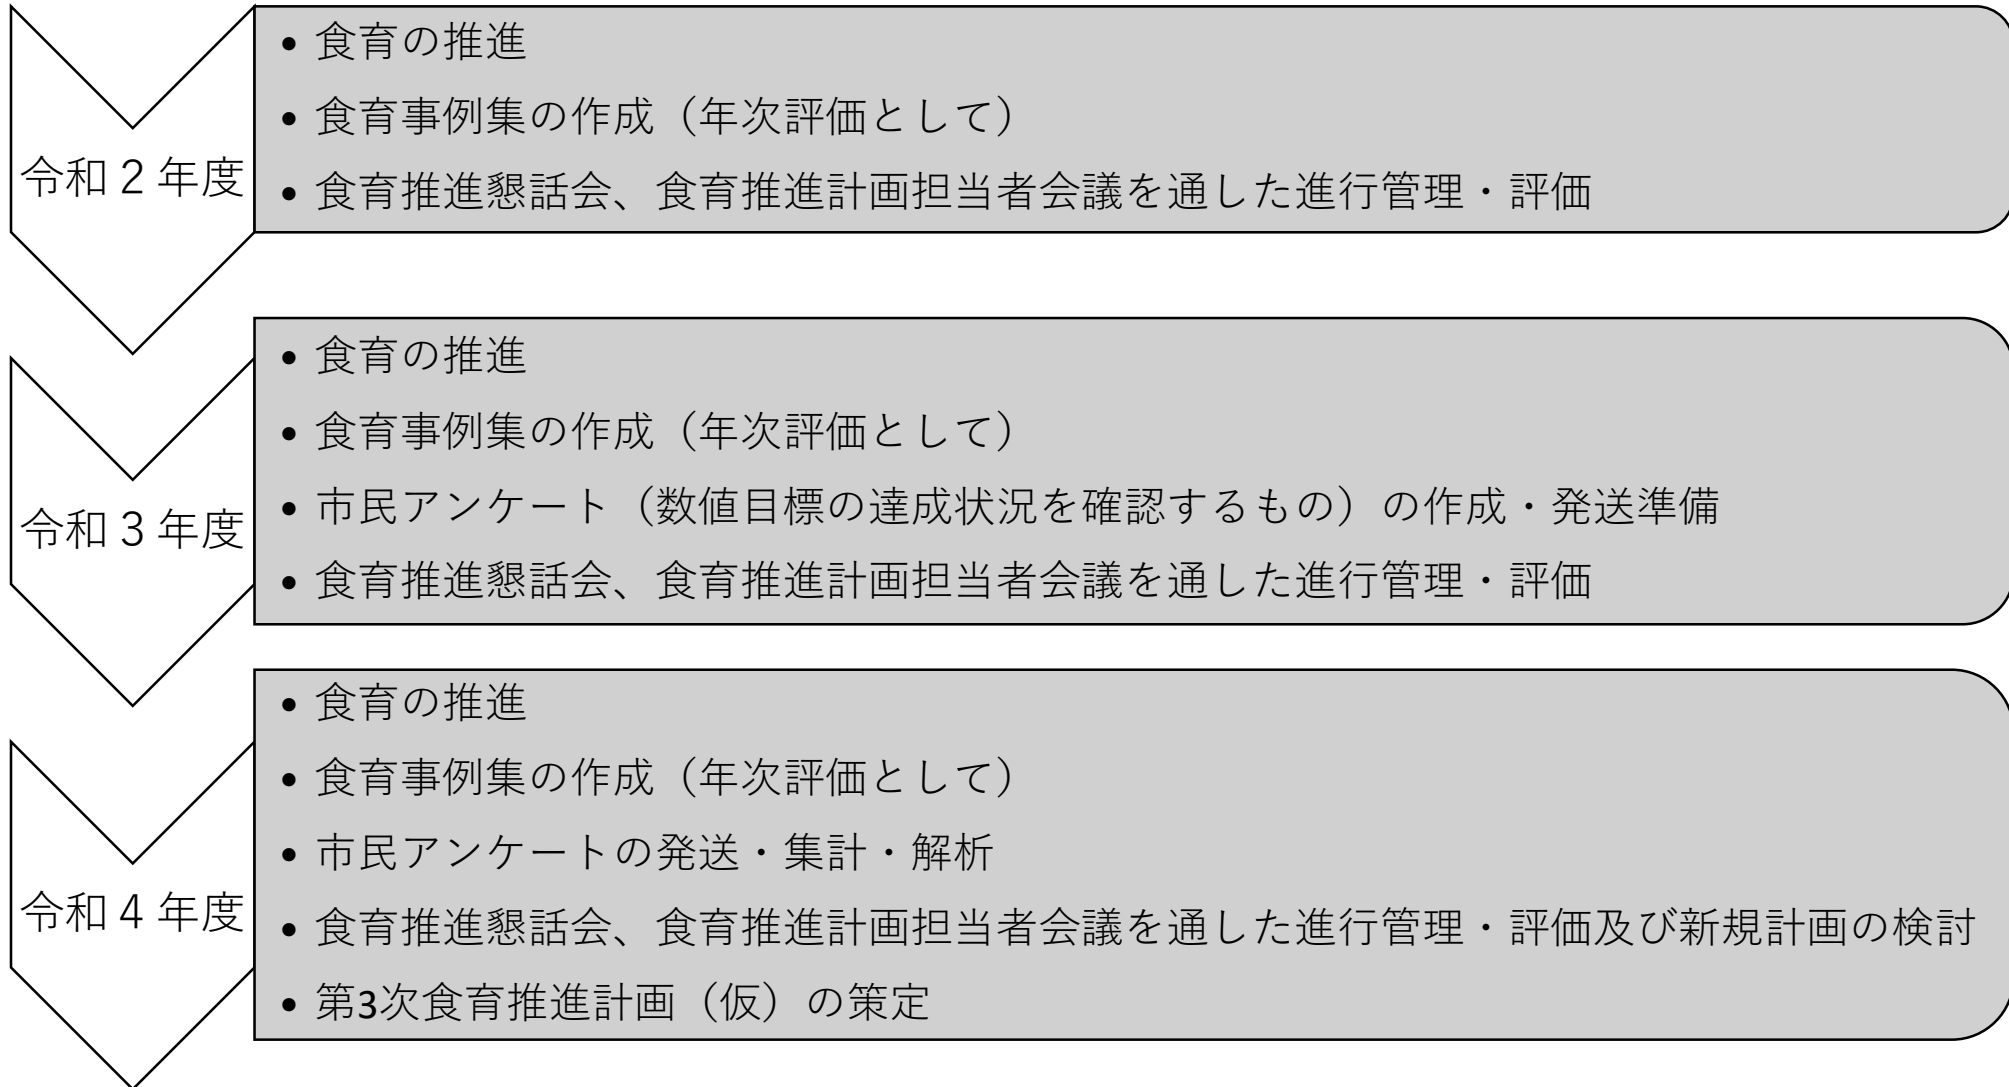 令和２年度
• 食育の推進
• 食育事例集の作成（年次評価として）
• 食育推進懇話会、食育推進計画担当者会議を通した進行管理・評価
令和３年度
• 食育の推進
• 食育事例集の作成（年次評価として）
• 市民アンケート（数値目標の達成状況を確認するもの）の作成・発送準備
• 食育推進懇話会、食育推進計画担当者会議を通した進行管理・評価
令和４年度
• 食育の推進
• 食育事例集の作成（年次評価として）
• 市民アンケートの発送・集計・解析
• 食育推進懇話会、食育推進計画担当者会議を通した進行管理・評価及び新規計画の検討
• 第3次食育推進計画（仮）の策定